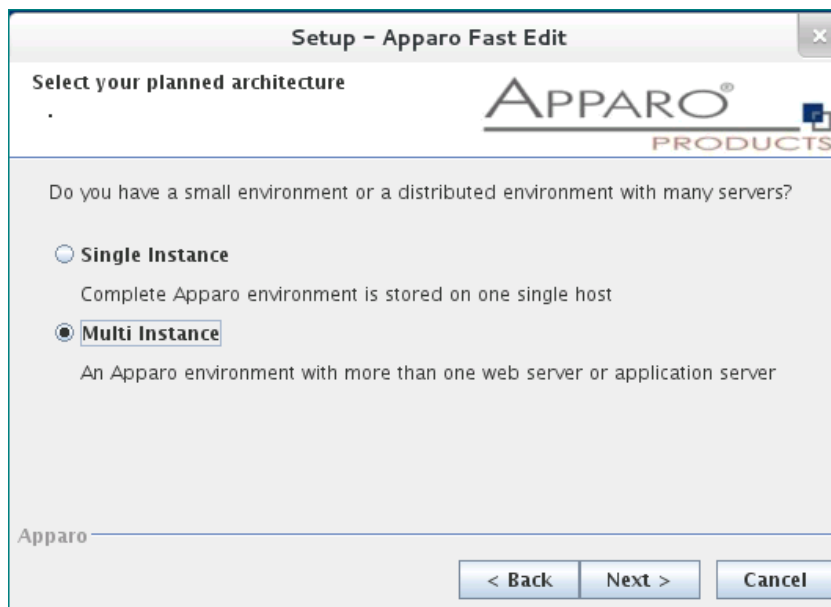 Setup – Apparo Fast Edit
Select your planned architecture
.
APPARO®
PRODUCTS
Do you have a small environment or a distributed environment with many servers?
Single Instance
Complete Apparo environment is stored on one single host
Multi Instance
An Apparo environment with more than one web server or application server
Apparo
< Back
Next >
Cancel